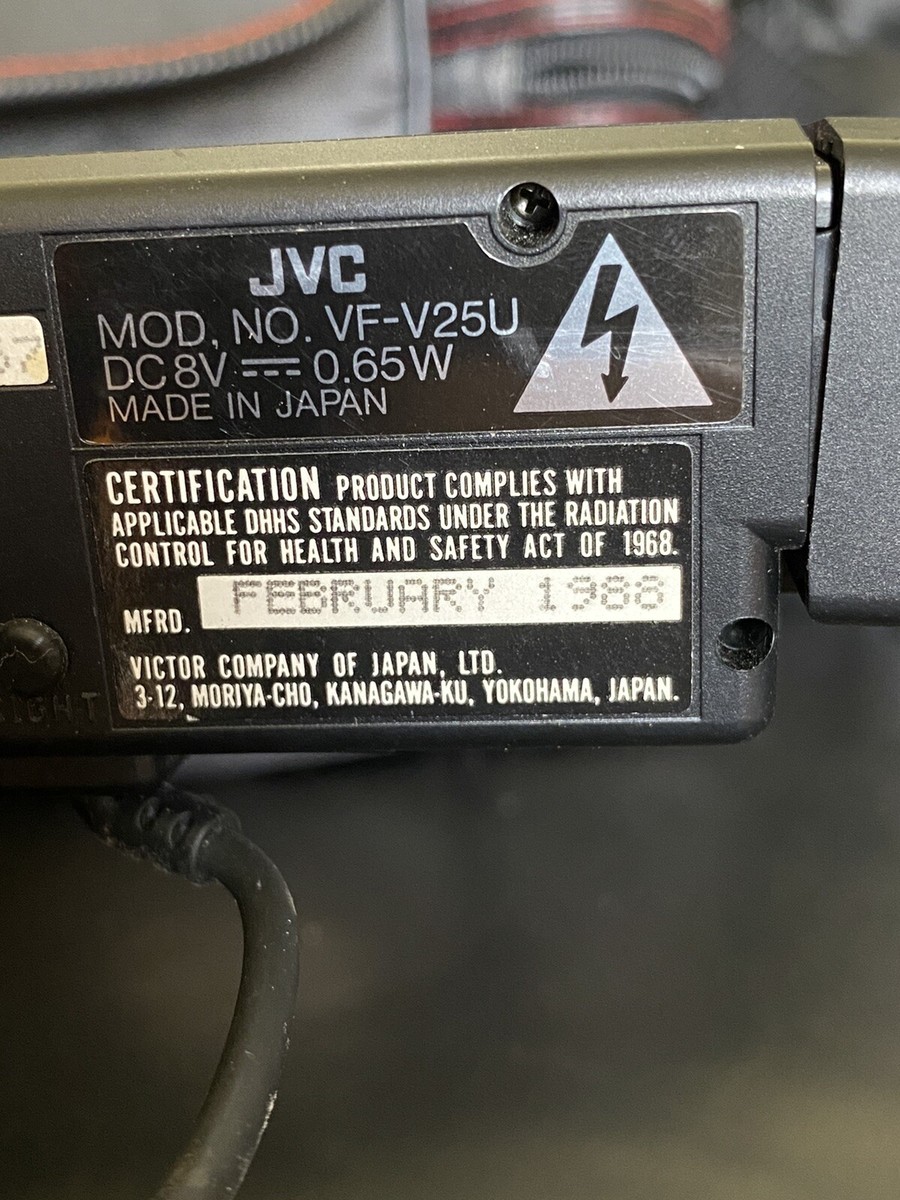 JVC
MOD. NO. VF-V25U
DC 8V ⎓ 0.65W
MADE IN JAPAN
CERTIFICATION PRODUCT COMPLIES WITH
APPLICABLE DHHS STANDARDS UNDER THE RADIATION
CONTROL FOR HEALTH AND SAFETY ACT OF 1968.
MFRD. FEBRUARY 1988
VICTOR COMPANY OF JAPAN, LTD.
3-12, MORIYA-CHO, KANAGAWA-KU, YOKOHAMA, JAPAN.